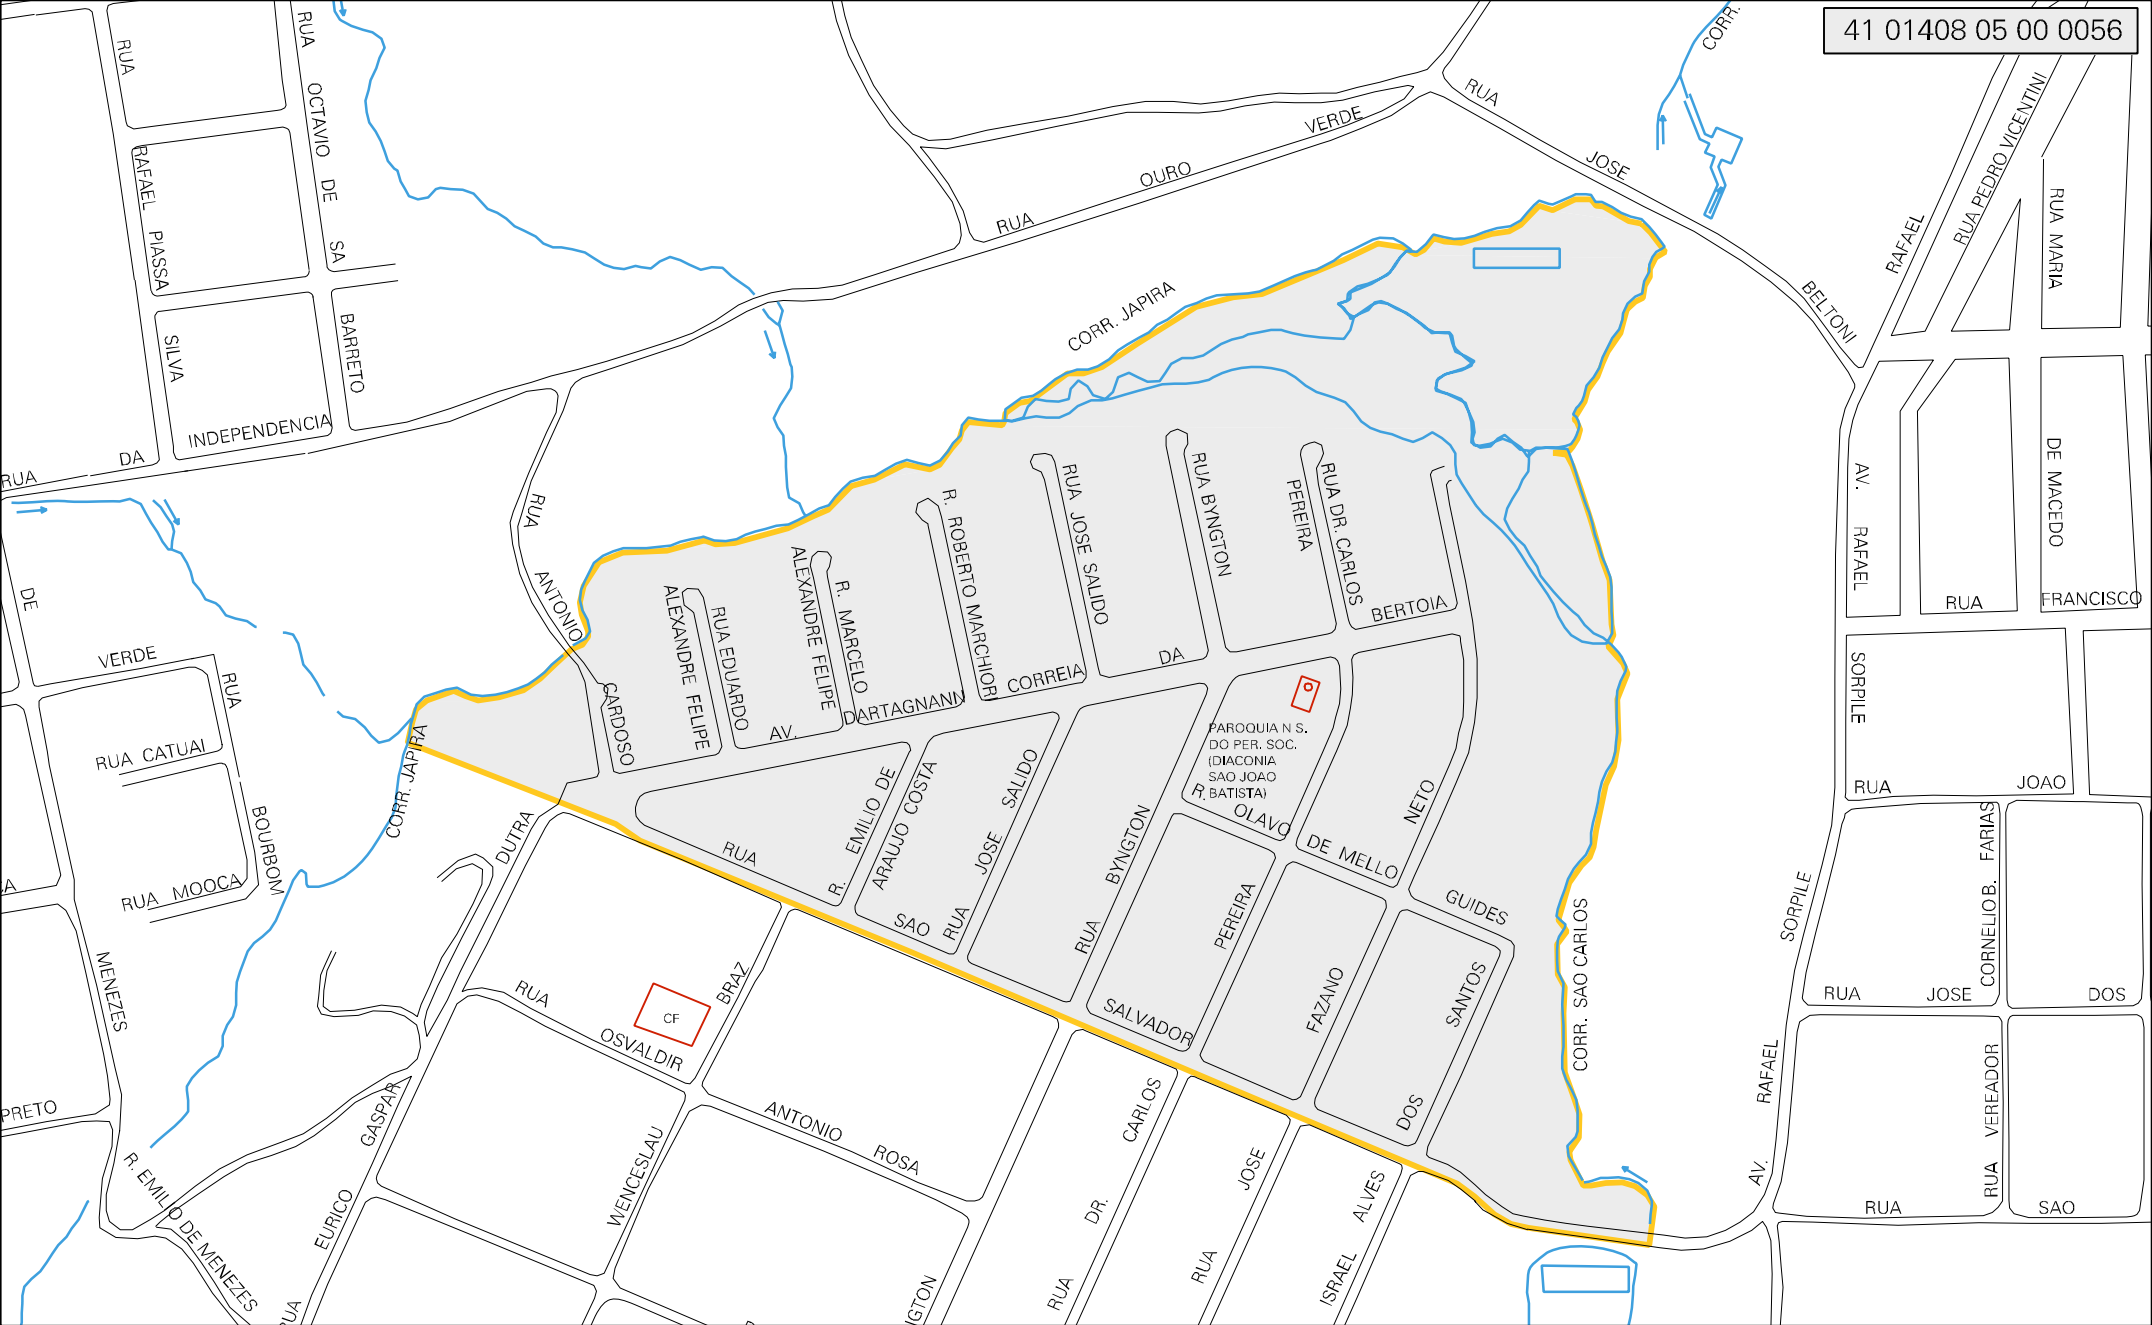 41 01408 05 00 0056
RUA
RAFAEL
PIASSA
SILVA
RUA
OCTAVIO
DE
SA
BARRETO
INDEPENDENCIA
DA
RUA
CORR.
RUA
JOSE
BELTONI
VERDE
OURO
RUA
RAFAEL
RUA PEDRO VICENTINI
RUA MARIA
DE MACEDO
AV.
RAFAEL
SORPILE
RUA
FRANCISCO
CORR. JAPIRA
RUA
ANTONIO
CARDOSO
RUA EDUARDO
ALEXANDRE FELIPE
R. MARCELO
ALEXANDRE FELIPE
R. ROBERTO MARCHIORI
RUA JOSE SALIDO
RUA BYNGTON
RUA DR. CARLOS
PEREIRA
BERTOIA
DA
CORREIA
DARTAGNANN
AV.
DE
VERDE
RUA
BOURBOM
RUA CATUAI
RUA MOOCA
CA
MENEZES
PRETO
CORR. JAPIRA
DUTRA
GASPAR
EURICO
RUA
R. EMILIO DE MENEZES
PAROQUIA N S.
DO PER. SOC.
(DIACONIA
SAO JOAO
BATISTA)
R.
OLAVO
DE MELLO
NETO
GUIDES
RUA
R.
EMILIO DE
ARAUJO COSTA
SAO
RUA
JOSE
SALIDO
RUA
BYNGTON
SALVADOR
PEREIRA
FAZANO
DOS
SANTOS
CORR. SAO CARLOS
RUA
OSVALDIR
CF
BRAZ
WENCESLAU
ANTONIO
ROSA
INGTON
CARLOS
DR.
RUA
JOSE
RUA
ALVES
ISRAEL
RUA
JOAO
SORPILE
RAFAEL
AV.
CORNELIO B. FARIAS
RUA
JOSE
DOS
VEREADOR
RUA
RUA
SAO